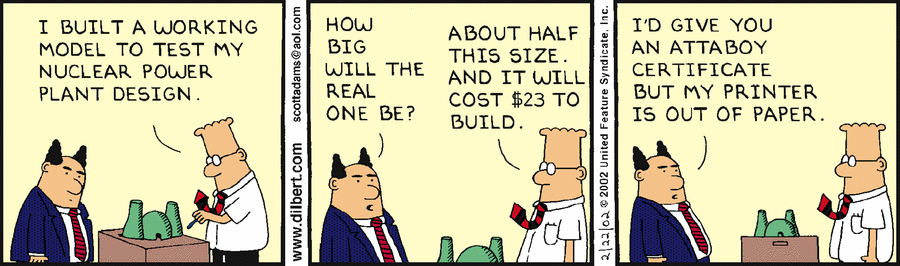 I BUILT A WORKING
MODEL TO TEST MY
NUCLEAR POWER
PLANT DESIGN.
www.dilbert.com
scottadams@aol.com
HOW
BIG
WILL THE
REAL
ONE BE?
ABOUT HALF
THIS SIZE.
AND IT WILL
COST $23 TO
BUILD.
2/22/02 © 2002 United Feature Syndicate, Inc.
I'D GIVE YOU
AN ATTABOY
CERTIFICATE
BUT MY PRINTER
IS OUT OF PAPER.